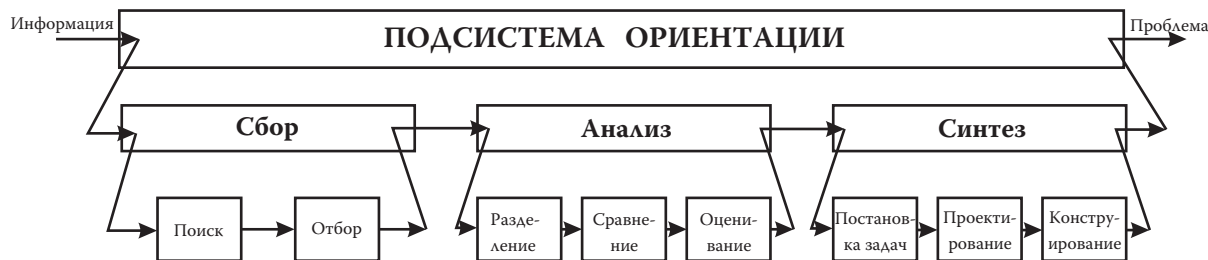 Информация
ПОДСИСТЕМА ОРИЕНТАЦИИ
Проблема
Сбор
Анализ
Синтез
Поиск
Отбор
Разде-
ление
Сравне-
ние
Оцени-
вание
Постанов-
ка задач
Проекти-
рование
Констру-
ирование